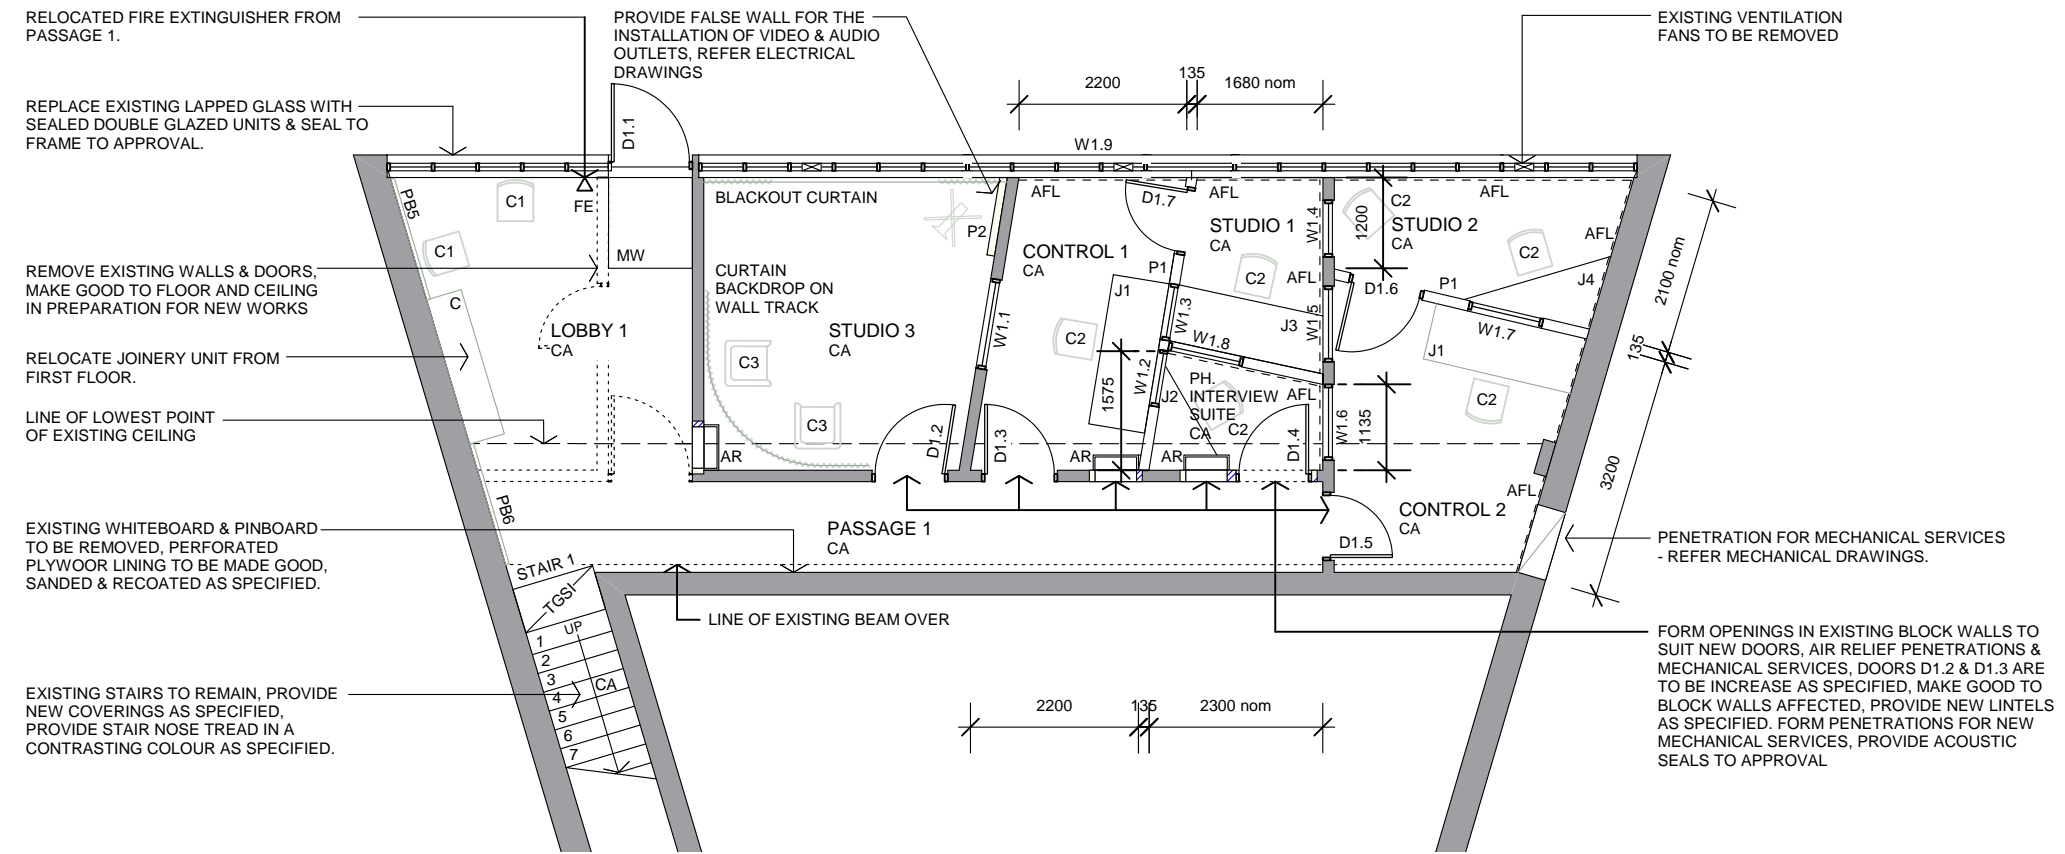 RELOCATED FIRE EXTINGUISHER FROM
PASSAGE 1.
PROVIDE FALSE WALL FOR THE
INSTALLATION OF VIDEO & AUDIO
OUTLETS, REFER ELECTRICAL
DRAWINGS
EXISTING VENTILATION
FANS TO BE REMOVED
2200
135
1680 nom
REPLACE EXISTING LAPPED GLASS WITH
SEALED DOUBLE GLAZED UNITS & SEAL TO
FRAME TO APPROVAL.
D1.1
W1.9
PB5
C1
FE
BLACKOUT CURTAIN
P2
AFL
D1.7
AFL
STUDIO 1
CA
W1.4
1200
C2
AFL
STUDIO 2
CA
AFL
C2
2100 nom
C1
MW
CONTROL 1
CA
P1
C2
AFL
D1.6
P1
J4
REMOVE EXISTING WALLS & DOORS,
MAKE GOOD TO FLOOR AND CEILING
IN PREPARATION FOR NEW WORKS
CURTAIN
BACKDROP ON
WALL TRACK
J1
W1.3
J3
W1.5
W1.7
C
LOBBY 1
CA
STUDIO 3
CA
W1.1
C2
W1.8
J1
135
RELOCATE JOINERY UNIT FROM
FIRST FLOOR.
C3
1575
W1.2
PH.
INTERVIEW
SUITE
CA
J2
C2
AFL
W1.6
1135
C2
LINE OF LOWEST POINT
OF EXISTING CEILING
C3
D1.2
D1.3
D1.4
AR
AR
AR
3200
AFL
PB6
EXISTING WHITEBOARD & PINBOARD
TO BE REMOVED, PERFORATED
PLYWOOR LINING TO BE MADE GOOD,
SANDED & RECOATED AS SPECIFIED.
PASSAGE 1
CA
CONTROL 2
CA
D1.5
PENETRATION FOR MECHANICAL SERVICES
- REFER MECHANICAL DRAWINGS.
STAIR 1
TGSI
UP
1
2
3
4
5
6
7
CA
LINE OF EXISTING BEAM OVER
FORM OPENINGS IN EXISTING BLOCK WALLS TO
SUIT NEW DOORS, AIR RELIEF PENETRATIONS &
MECHANICAL SERVICES, DOORS D1.2 & D1.3 ARE
TO BE INCREASE AS SPECIFIED, MAKE GOOD TO
BLOCK WALLS AFFECTED, PROVIDE NEW LINTELS
AS SPECIFIED. FORM PENETRATIONS FOR NEW
MECHANICAL SERVICES, PROVIDE ACOUSTIC
SEALS TO APPROVAL
EXISTING STAIRS TO REMAIN, PROVIDE
NEW COVERINGS AS SPECIFIED,
PROVIDE STAIR NOSE TREAD IN A
CONTRASTING COLOUR AS SPECIFIED.
2200
135
2300 nom